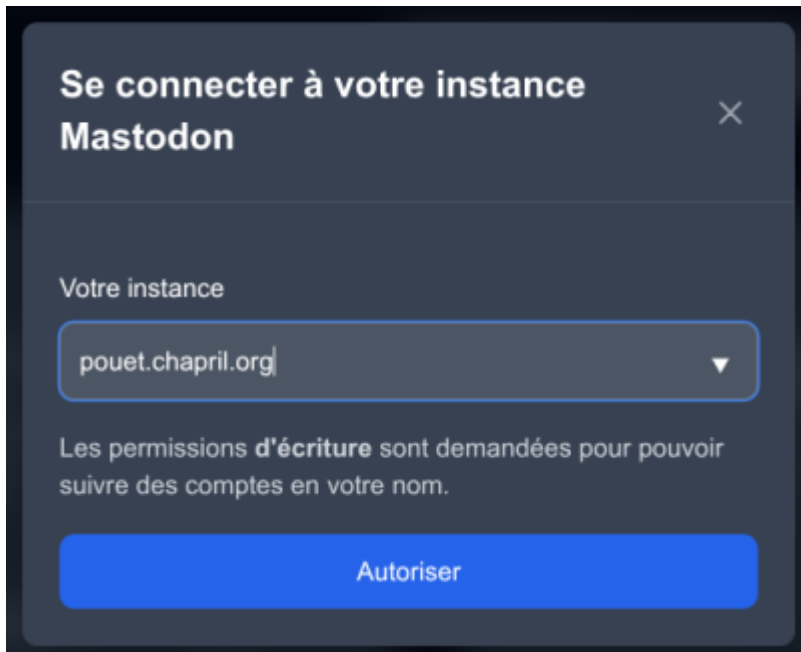 Se connecter à votre instance
Mastodon
Votre instance
pouet.chapril.org
Les permissions d'écriture sont demandées pour pouvoir
suivre des comptes en votre nom.
Autoriser